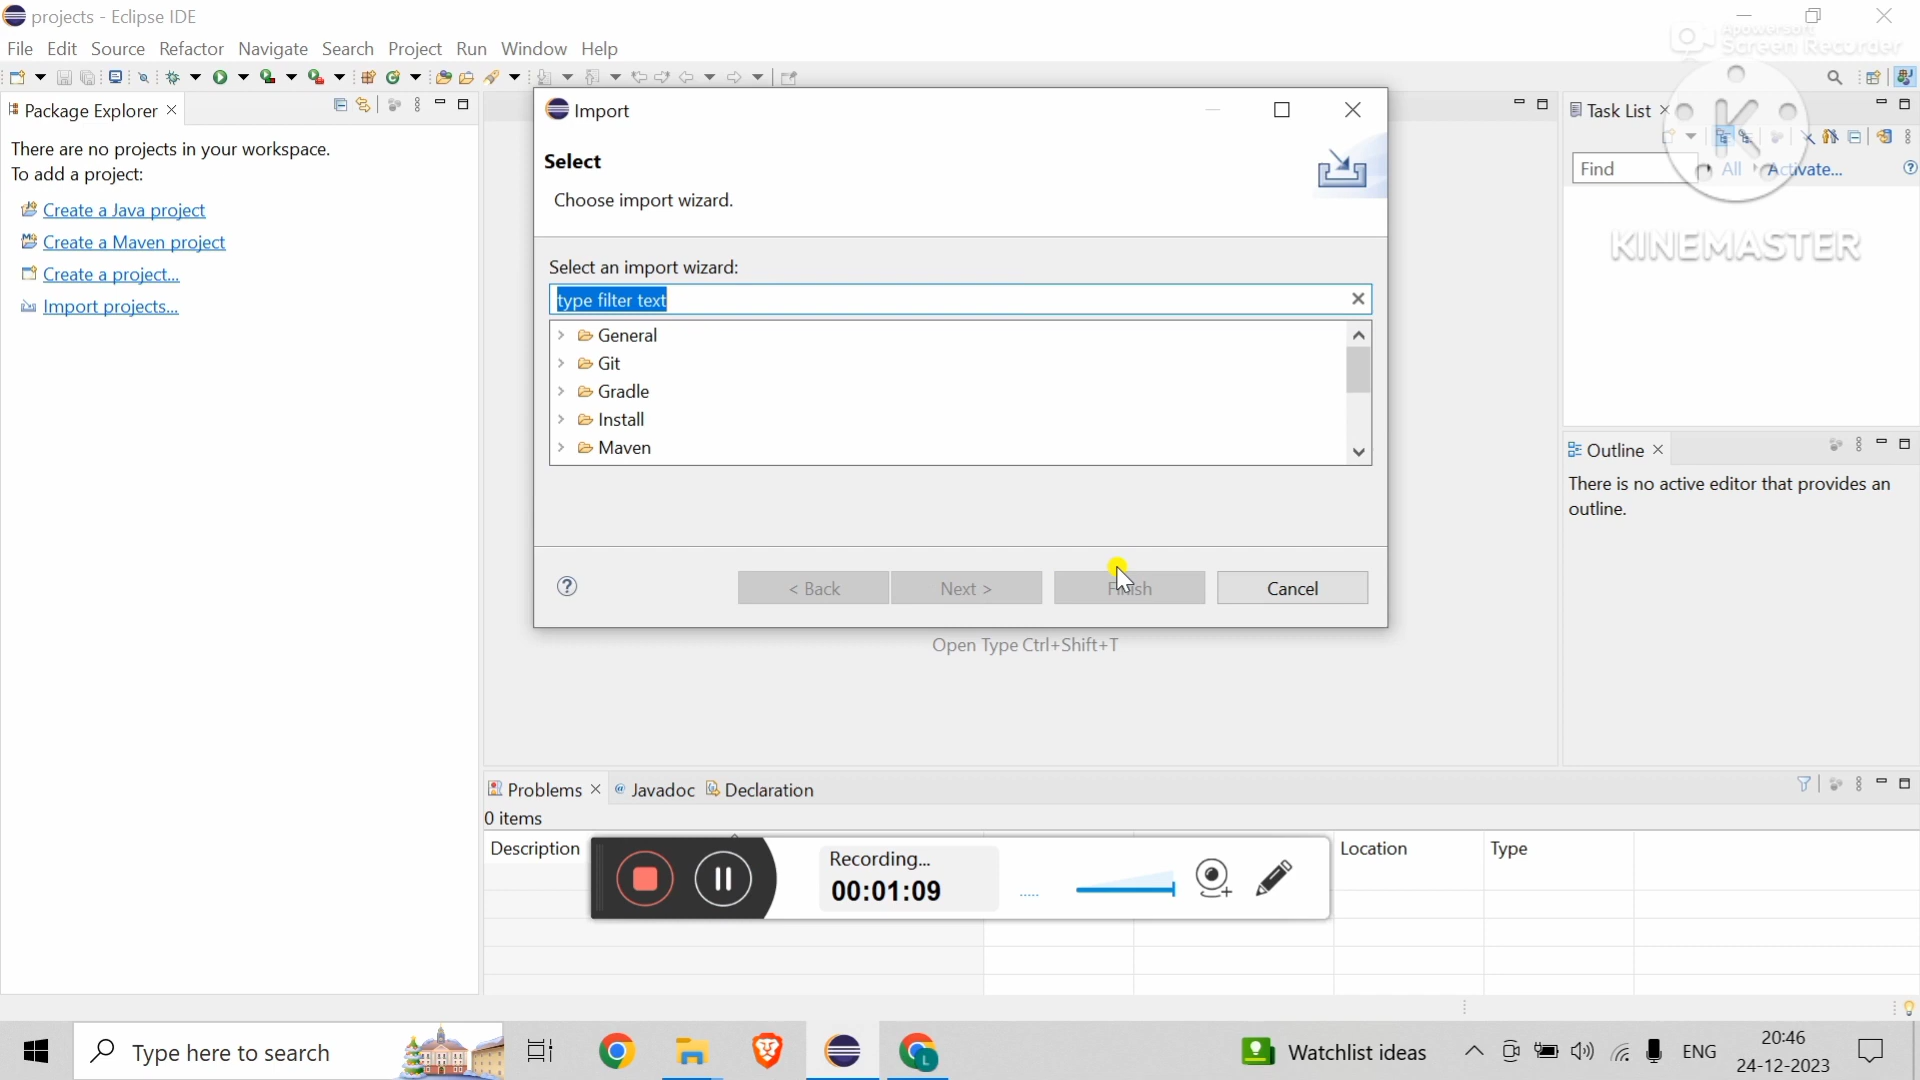 projects - Eclipse IDE
Apowersoft
Screen Recorder
File Edit Source Refactor Navigate Search Project Run Window Help
Package Explorer
There are no projects in your workspace.
To add a project:
Create a Java project
Create a Maven project
Create a project...
Import projects...
Import
Select
Choose import wizard.
Select an import wizard:
type filter text
General
Git
Gradle
Install
Maven
< Back
Next >
Finish
Cancel
Open Type Ctrl+Shift+T
Task List
Find
All
Activate...
K
KINEMASTER
Outline
There is no active editor that provides an
outline.
Problems
@ Javadoc
Declaration
0 items
Description
Location
Type
Recording...
00:01:09
Type here to search
L
Watchlist ideas
ENG
20:46
24-12-2023